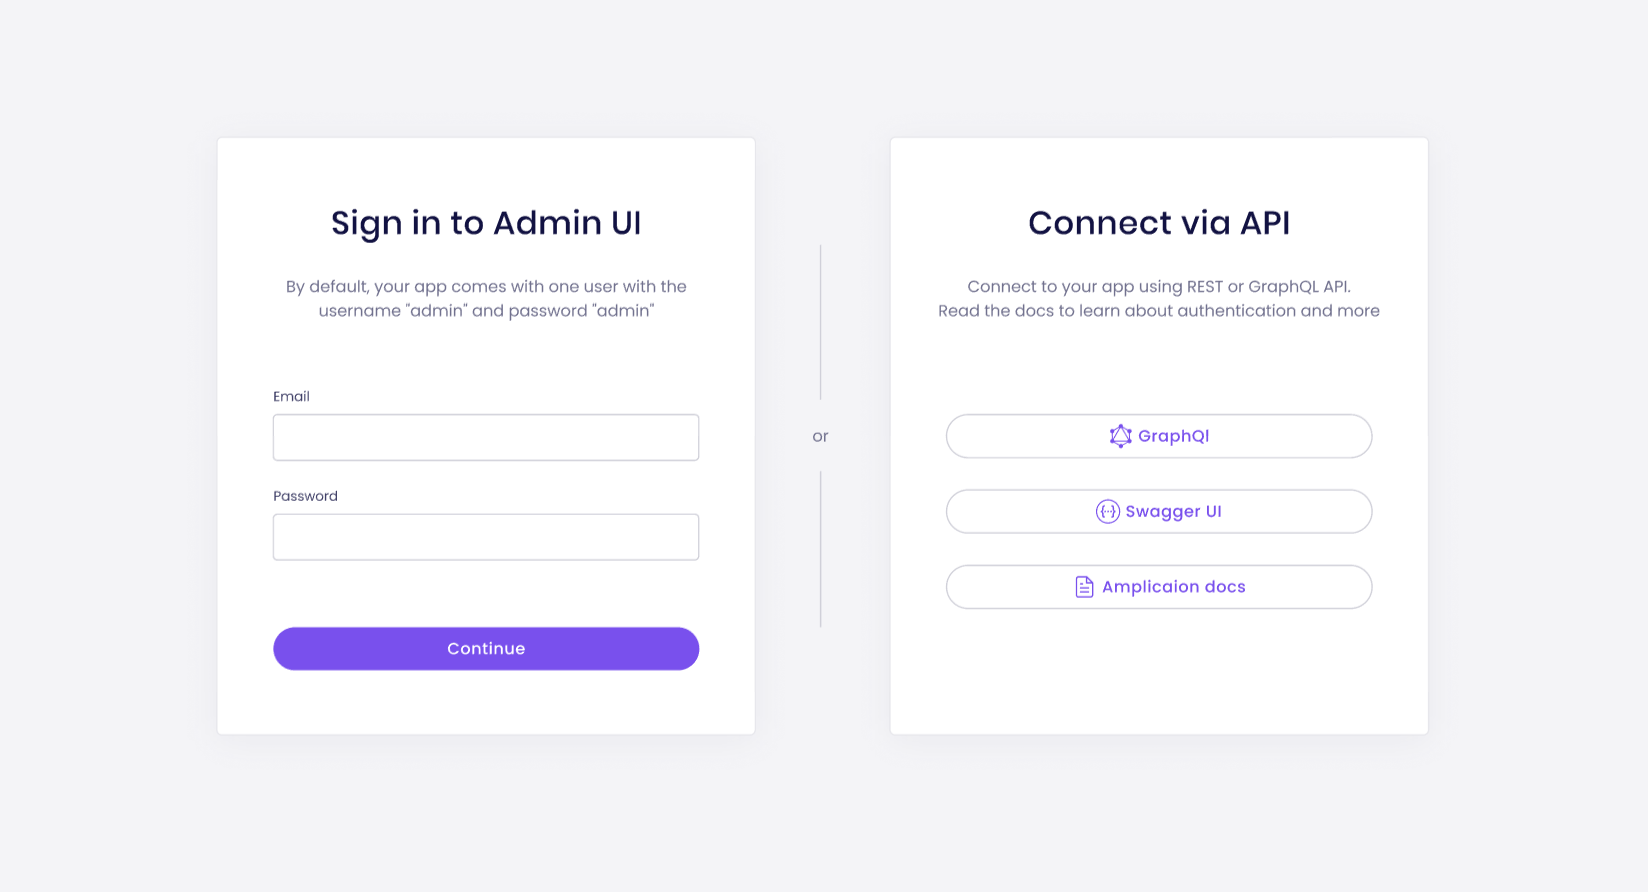 Sign in to Admin UI
By default, your app comes with one user with the
username "admin" and password "admin"
Email
Password
Continue
or
Connect via API
Connect to your app using REST or GraphQL API.
Read the docs to learn about authentication and more
GraphQl
Swagger UI
Amplicaion docs